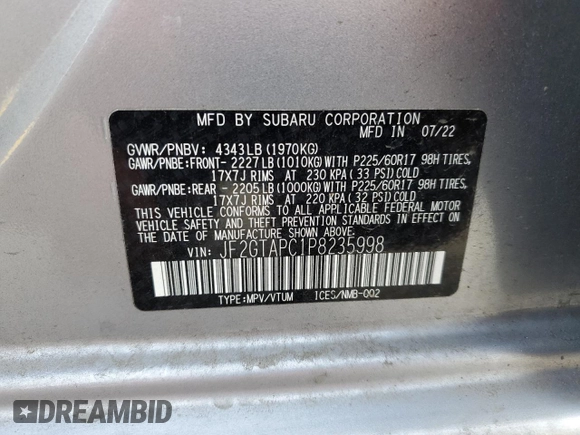 MFD BY SUBARU CORPORATION
MFD IN 07/22
GVWR/PNBV: 4343LB (1970KG)
GAWR/PNBE:FRONT- 2227LB (1010KG) WITH P225/60R17 98H TIRES,
17X7J RIMS AT 230 KPA (33 PSI) COLD
GAWR/PNBE:REAR - 2205LB (1000KG) WITH P225/60R17 98H TIRES,
17X7J RIMS AT 220 KPA (32 PSI) COLD
THIS VEHICLE CONFORMS TO ALL APPLICABLE FEDERAL MOTOR
VEHICLE SAFETY AND THEFT PREVENTION STANDARDS IN EFFECT
ON THE DATE OF MANUFACTURE SHOWN ABOVE.
VIN: JF2GTAPC1P8235998
TYPE:MPV/VTUM ICES/NMB-002
DREAMBID